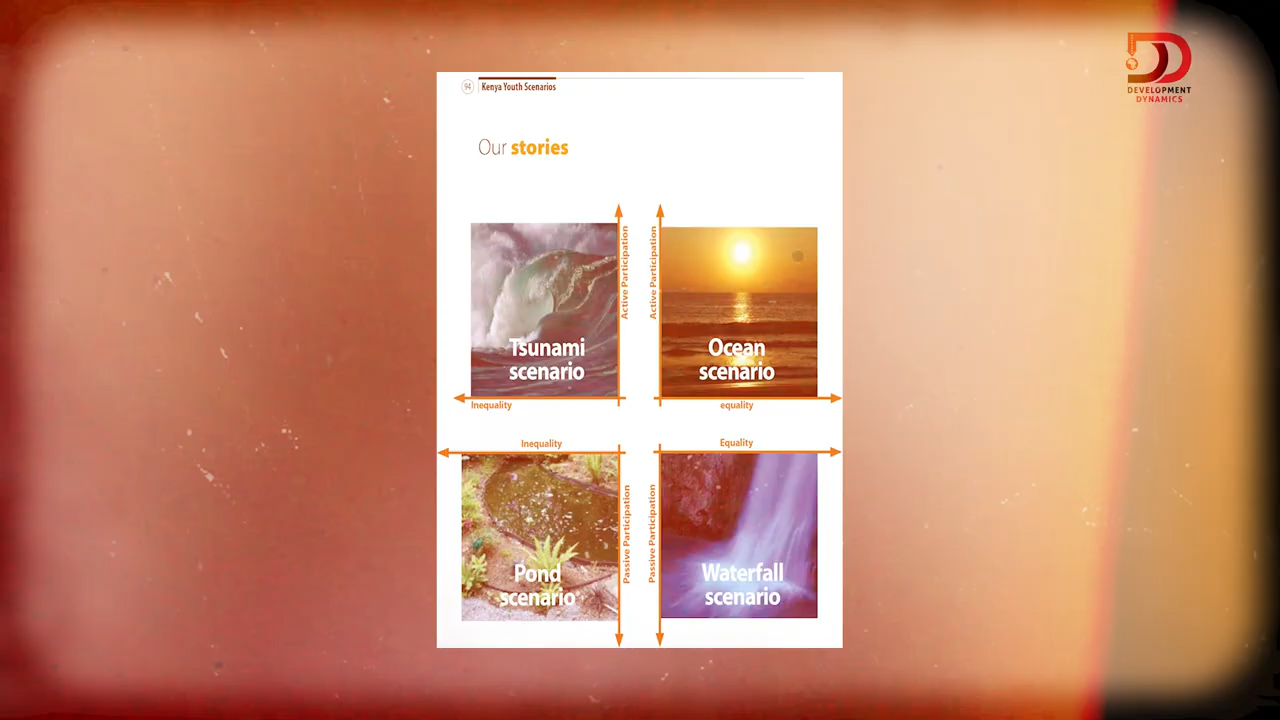 DEVELOPMENT
DYNAMICS
94 Kenya Youth Scenarios
Our stories
Active Participation
Active Participation
Tsunami
scenario
Ocean
scenario
Inequality
equality
Inequality
Equality
Passive Participation
Passive Participation
Pond
scenario
Waterfall
scenario